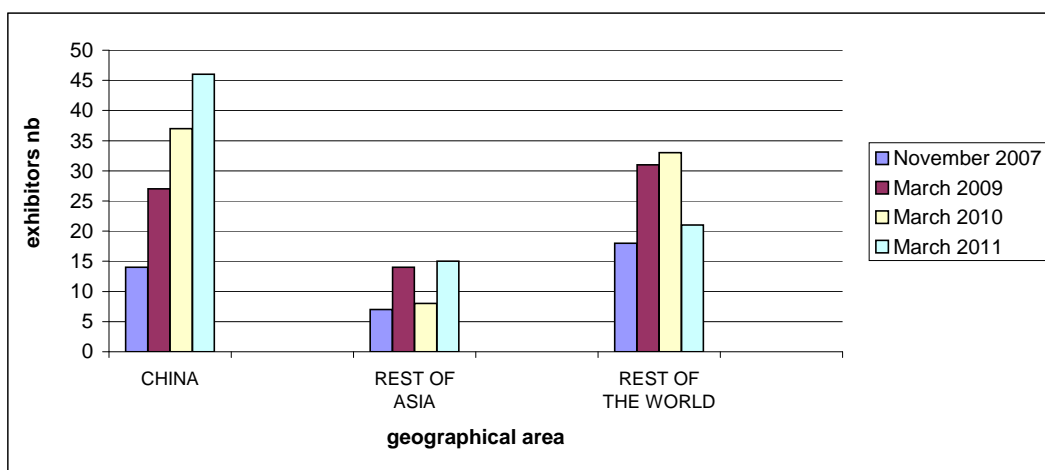 50
45
40
35
30
25
20
15
10
5
0
exhibitors nb
CHINA
REST OF
ASIA
REST OF
THE WORLD
geographical area
November 2007
March 2009
March 2010
March 2011